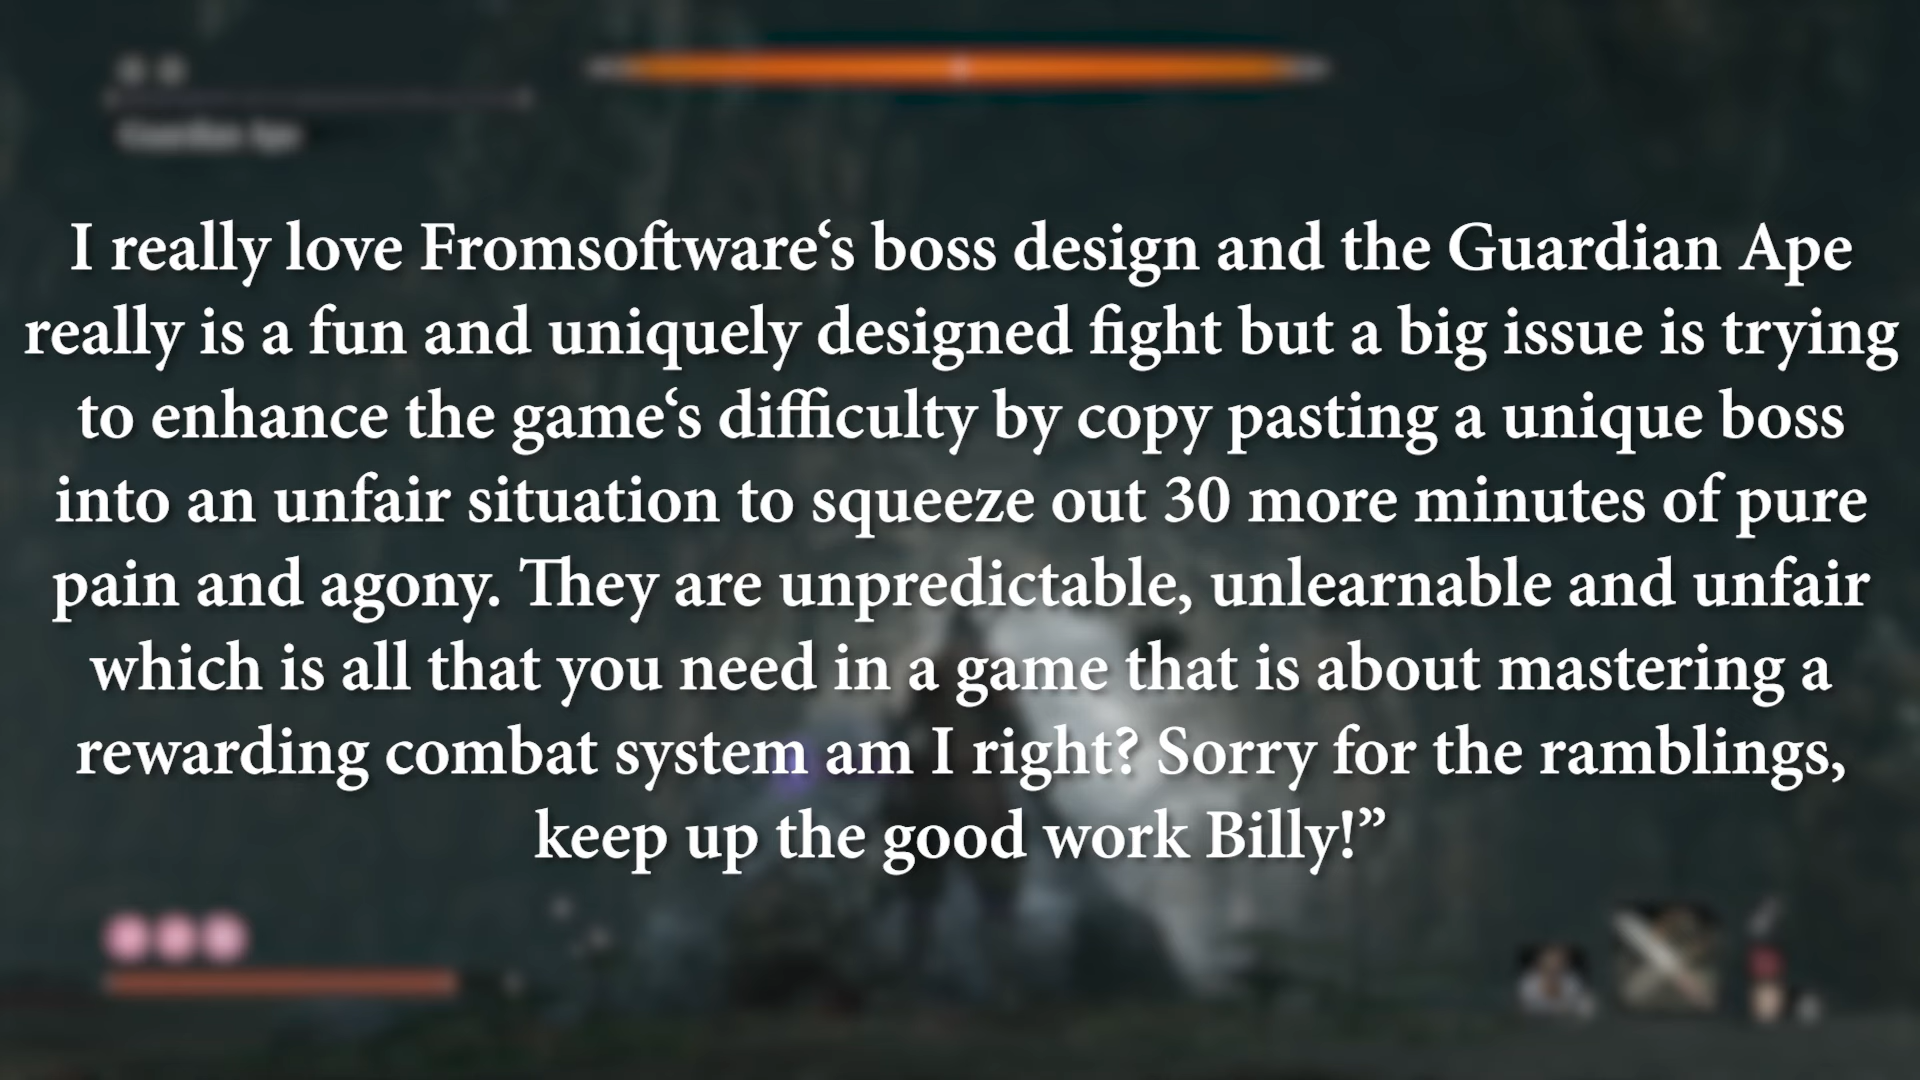 Guardian Ape
I really love Fromsoftware‘s boss design and the Guardian Ape
really is a fun and uniquely designed fight but a big issue is trying
to enhance the game‘s difficulty by copy pasting a unique boss
into an unfair situation to squeeze out 30 more minutes of pure
pain and agony. They are unpredictable, unlearnable and unfair
which is all that you need in a game that is about mastering a
rewarding combat system am I right? Sorry for the ramblings,
keep up the good work Billy!”